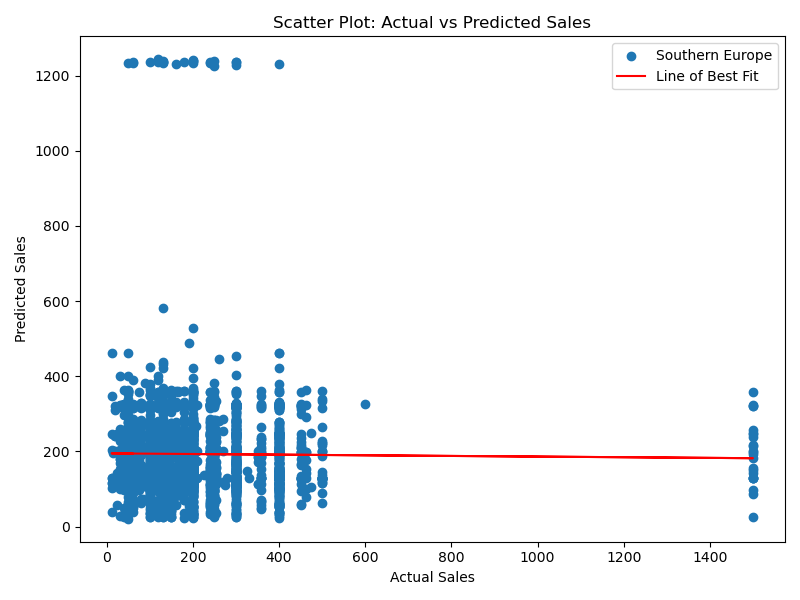 Scatter Plot: Actual vs Predicted Sales
Southern Europe
Line of Best Fit
1200
1000
800
600
400
200
0
Predicted Sales
0 200 400 600 800 1000 1200 1400
Actual Sales